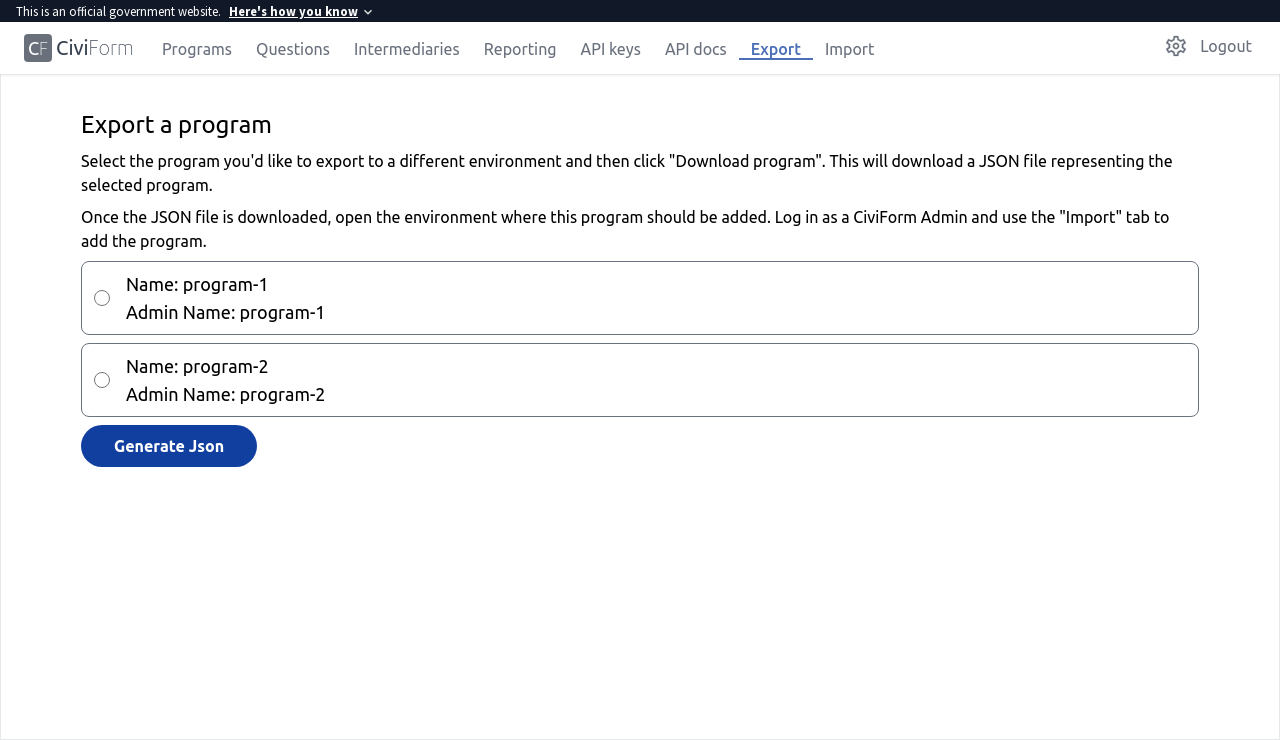 This is an official government website. Here's how you know
CF CiviForm Programs Questions Intermediaries Reporting API keys API docs Export Import Logout
Export a program
Select the program you'd like to export to a different environment and then click "Download program". This will download a JSON file representing the
selected program.
Once the JSON file is downloaded, open the environment where this program should be added. Log in as a CiviForm Admin and use the "Import" tab to
add the program.
Name: program-1
Admin Name: program-1
Name: program-2
Admin Name: program-2
Generate Json